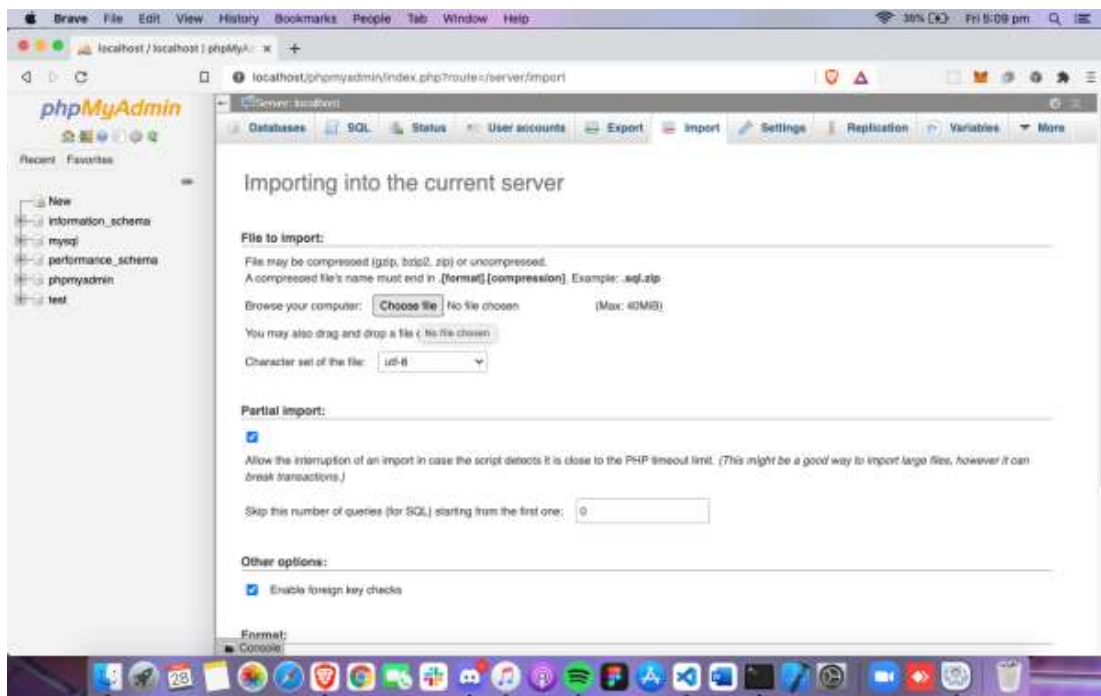 Brave File Edit View History Bookmarks People Tab Window Help
Fri 5:09 pm
localhost / localhost | phpMyA
localhost/phpmyadmin/index.php?route=/server/import
phpMyAdmin
Server: localhost
Databases SQL Status User accounts Export Import Settings Replication Variables More
Recent Favorites
New
information_schema
mysql
performance_schema
phpmyadmin
test
Importing into the current server
File to import:
File may be compressed (gzip, bzip2, zip) or uncompressed.
A compressed file's name must end in .[format].[compression]. Example: .sql.zip
Browse your computer: Choose file No file chosen (Max: 40MiB)
You may also drag and drop a file ( No file chosen
Character set of the file: utf-8
Partial import:
Allow the interruption of an import in case the script detects it is close to the PHP timeout limit. (This might be a good way to import large files, however it can
break transactions.)
Skip this number of queries (for SQL) starting from the first one: 0
Other options:
Enable foreign key checks
Format:
Console
28